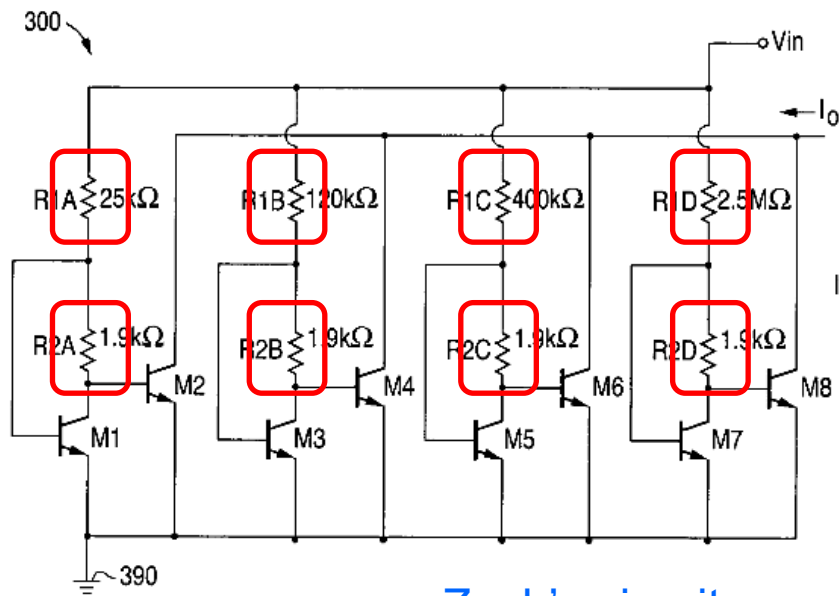 300
Vin
I0
R1A 25kΩ
R1B 120kΩ
R1C 400kΩ
R1D 2.5MΩ
I
R2A 1.9kΩ
R2B 1.9kΩ
R2C 1.9kΩ
R2D 1.9kΩ
M2
M4
M6
M8
M1
M3
M5
M7
390